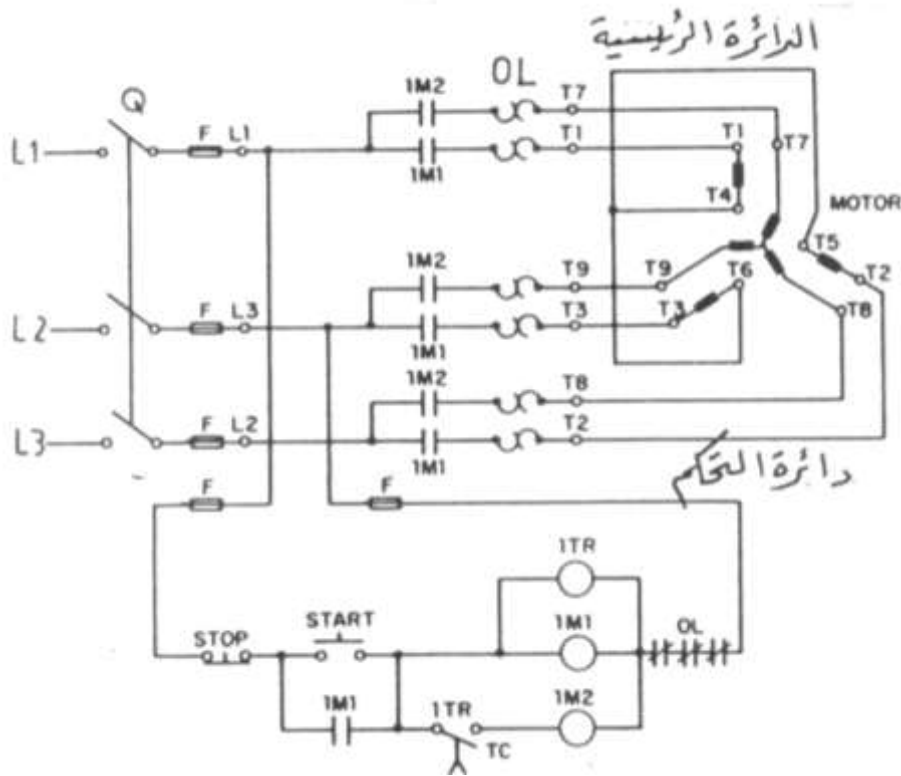 الدائرة الرئيسية
OL
1M2
T7
Q
F L1
T1
T1
T7
L1
1M1
T4
MOTOR
T5
1M2
T9
T9
T6
T2
F L3
T3
T3
T8
L2
1M1
1M2
T8
F L2
T2
L3
1M1
دائرة التحكم
F
F
1TR
START
1M1
OL
STOP
1M1
1TR
1M2
TC